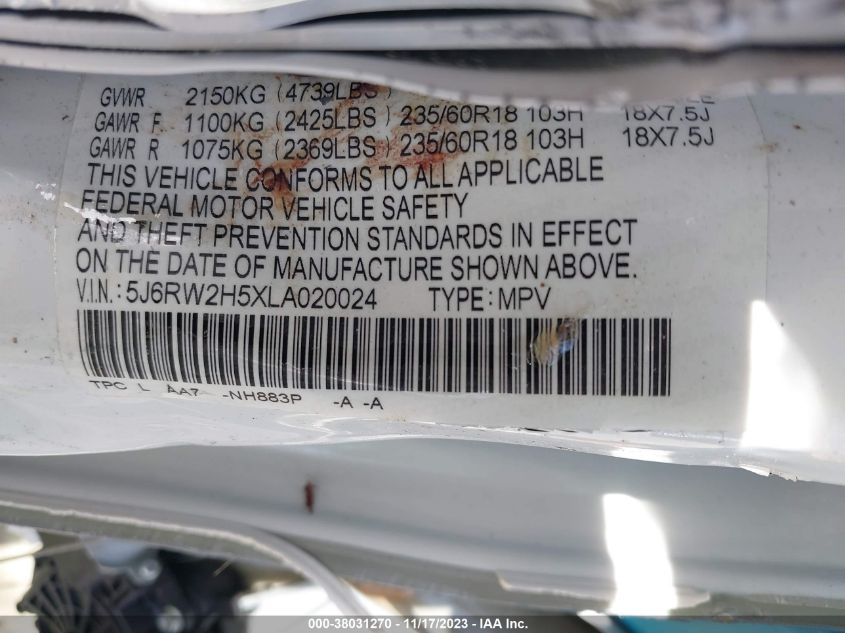 GVWR 2150KG (4739LBS)
GAWR F 1100KG (2425LBS) 235/60R18 103H 18X7.5J
GAWR R 1075KG (2369LBS) 235/60R18 103H 18X7.5J
THIS VEHICLE CONFORMS TO ALL APPLICABLE
FEDERAL MOTOR VEHICLE SAFETY
AND THEFT PREVENTION STANDARDS IN EFFECT
ON THE DATE OF MANUFACTURE SHOWN ABOVE.
V.I.N.: 5J6RW2H5XLA020024 TYPE: MPV
TPC L AA7 -NH883P -A -A
000-38031270 - 11/17/2023 - IAA Inc.